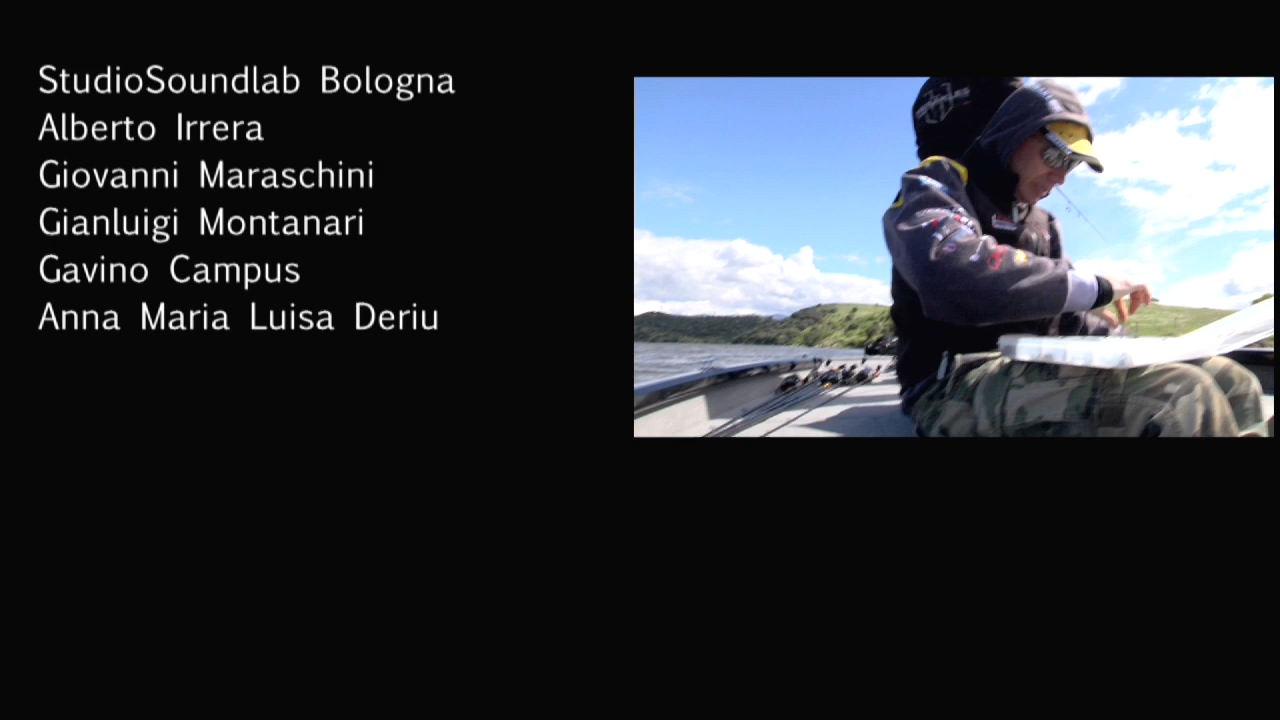 StudioSoundlab Bologna
Alberto Irrera
Giovanni Maraschini
Gianluigi Montanari
Gavino Campus
Anna Maria Luisa Deriu